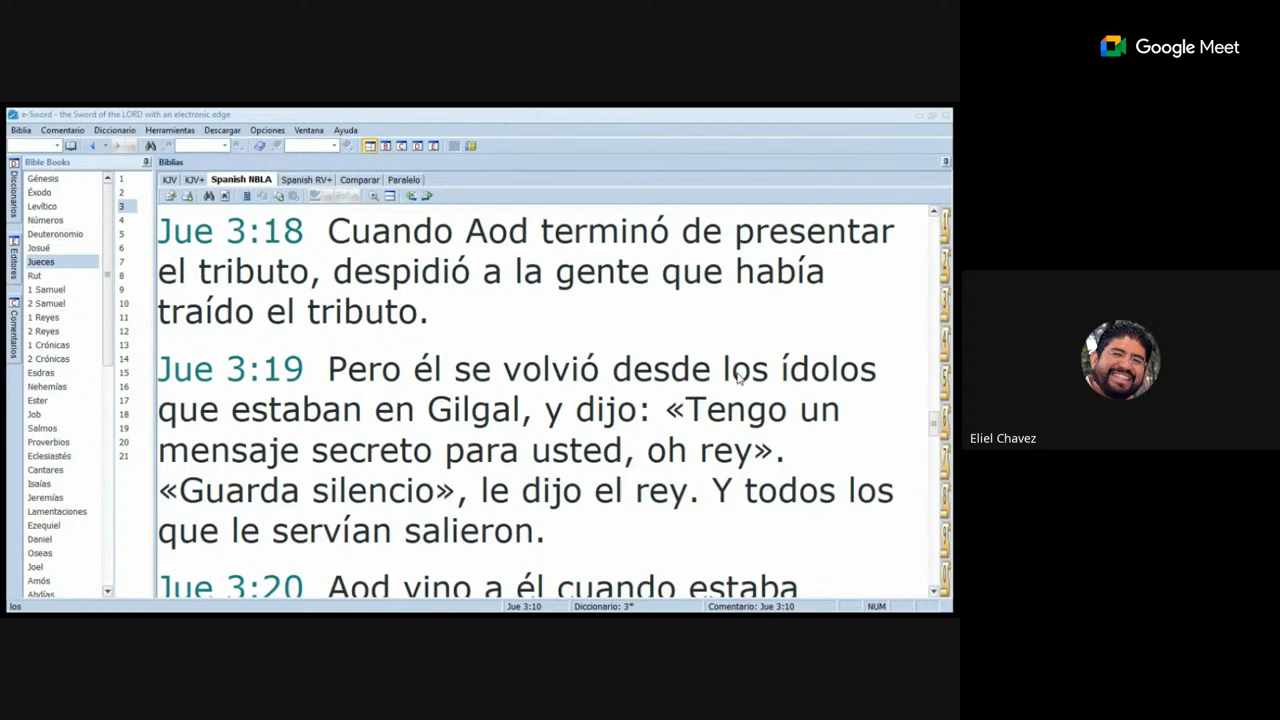 Google Meet
e-Sword - the Sword of the LORD with an electronic edge
Biblia Comentario Diccionario Herramientas Descargar Opciones Ventana Ayuda
Bible Books
Biblias
KJV KJV+ Spanish NBLA Spanish RV+ Comparar Paralelo
Diccionarios
Editores
Comentarios
Génesis
Éxodo
Levítico
Números
Deuteronomio
Josué
Jueces
Rut
1 Samuel
2 Samuel
1 Reyes
2 Reyes
1 Crónicas
2 Crónicas
Esdras
Nehemías
Ester
Job
Salmos
Proverbios
Eclesiastés
Cantares
Isaías
Jeremías
Lamentaciones
Ezequiel
Daniel
Oseas
Joel
Amós
Abdías
1
2
3
4
5
6
7
8
9
10
11
12
13
14
15
16
17
18
19
20
21
Jue 3:18 Cuando Aod terminó de presentar
el tributo, despidió a la gente que había
traído el tributo.
Jue 3:19 Pero él se volvió desde los ídolos
que estaban en Gilgal, y dijo: «Tengo un
mensaje secreto para usted, oh rey».
«Guarda silencio», le dijo el rey. Y todos los
que le servían salieron.
Jue 3:20 Aod vino a él cuando estaba
los
Jue 3:10
Diccionario: 3ª
Comentario: Jue 3:10
NUM
Eliel Chavez